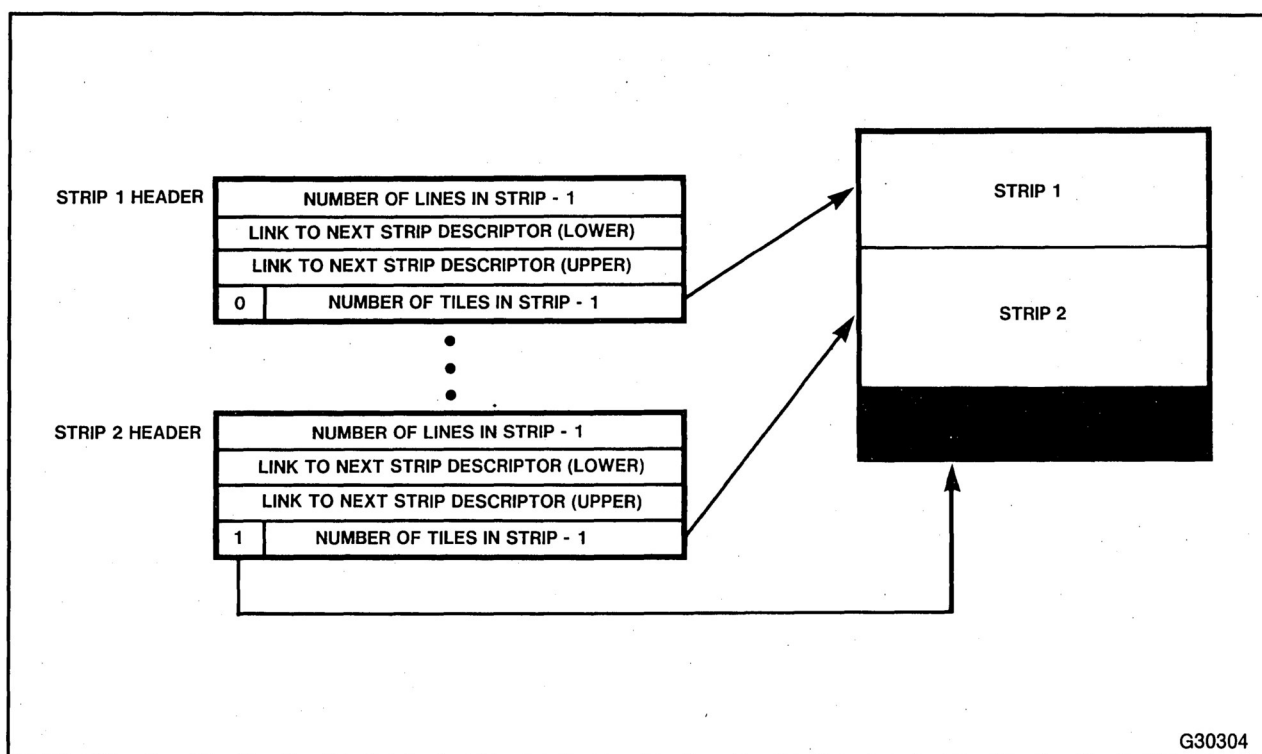 STRIP 1 HEADER
NUMBER OF LINES IN STRIP - 1
LINK TO NEXT STRIP DESCRIPTOR (LOWER)
LINK TO NEXT STRIP DESCRIPTOR (UPPER)
0 NUMBER OF TILES IN STRIP - 1
STRIP 2 HEADER
NUMBER OF LINES IN STRIP - 1
LINK TO NEXT STRIP DESCRIPTOR (LOWER)
LINK TO NEXT STRIP DESCRIPTOR (UPPER)
1 NUMBER OF TILES IN STRIP - 1
STRIP 1
STRIP 2
G30304